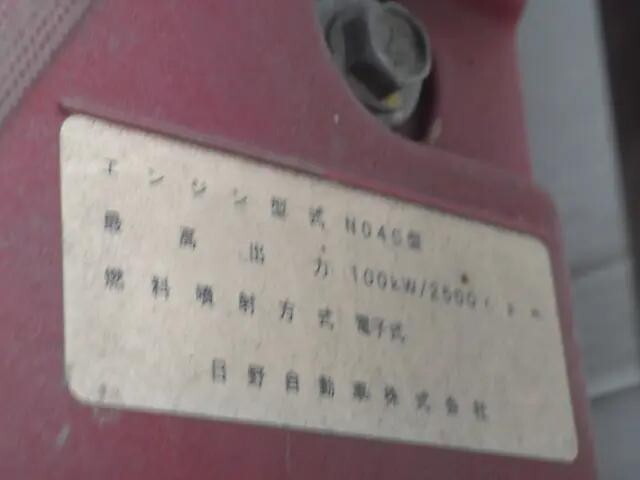 エンジン型式 N04C型
最高出力 100kW/2500rpm
燃料噴射方式 電子式
日野自動車株式会社